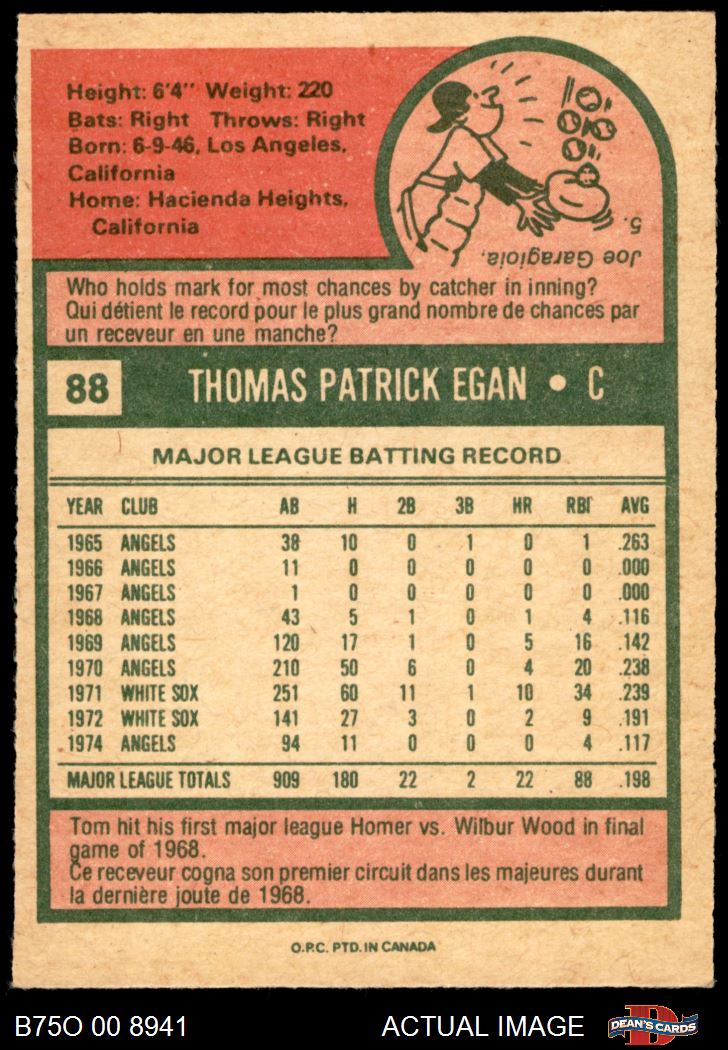 Height: 6'4" Weight: 220
Bats: Right Throws: Right
Born: 6-9-46, Los Angeles,
California
Home: Hacienda Heights,
California
Joe Garagiola,
5.
Who holds mark for most chances by catcher in inning?
Qui détient le record pour le plus grand nombre de chances par
un receveur en une manche?
88 THOMAS PATRICK EGAN • C
MAJOR LEAGUE BATTING RECORD
YEAR CLUB AB H 2B 3B HR RBI AVG
1965 ANGELS 38 10 0 1 0 1 .263
1966 ANGELS 11 0 0 0 0 0 .000
1967 ANGELS 1 0 0 0 0 0 .000
1968 ANGELS 43 5 1 0 1 4 .116
1969 ANGELS 120 17 1 0 5 16 .142
1970 ANGELS 210 50 6 0 4 20 .238
1971 WHITE SOX 251 60 11 1 10 34 .239
1972 WHITE SOX 141 27 3 0 2 9 .191
1974 ANGELS 94 11 0 0 0 4 .117
MAJOR LEAGUE TOTALS 909 180 22 2 22 88 .198
Tom hit his first major league Homer vs. Wilbur Wood in final
game of 1968.
Ce receveur cogna son premier circuit dans les majeures durant
la dernière joute de 1968.
O.P.C. PTD. IN CANADA
B75O 00 8941 ACTUAL IMAGE D DEAN'S CARDS